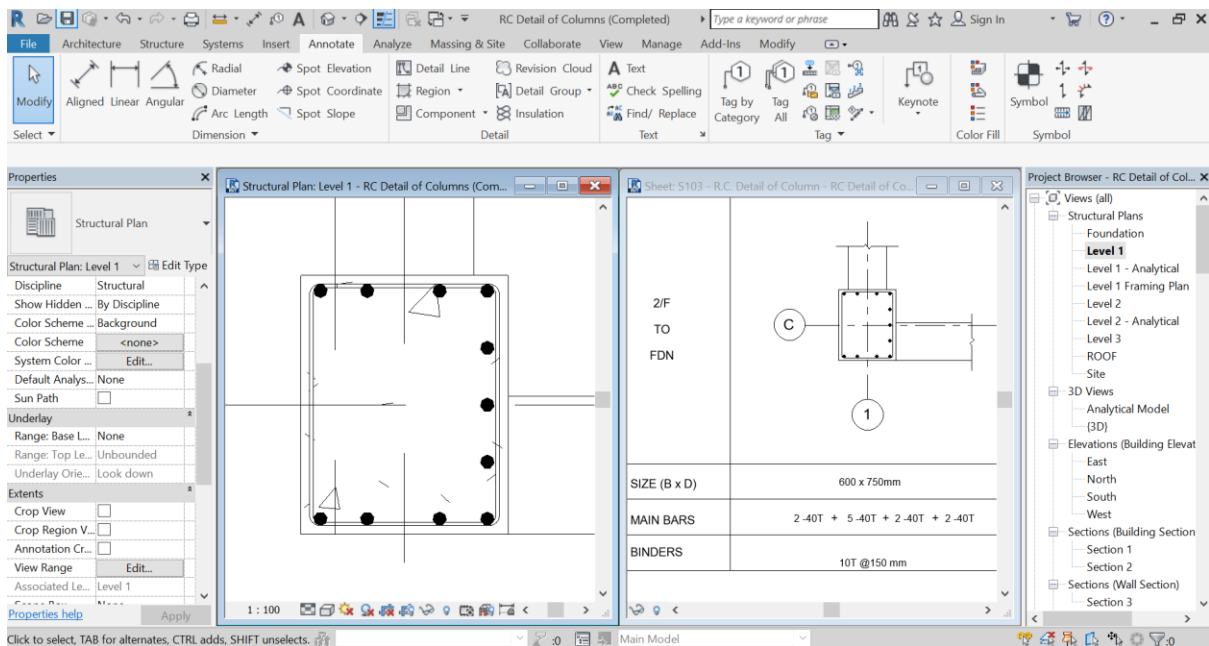 R A RC Detail of Columns (Completed) Type a keyword or phrase Sign In ?
File Architecture Structure Systems Insert Annotate Analyze Massing & Site Collaborate View Manage Add-Ins Modify
Modify
Select
Aligned Linear Angular
Radial
Diameter
Arc Length
Spot Elevation
Spot Coordinate
Spot Slope
Dimension
Detail Line
Region
Component
Revision Cloud
Detail Group
Insulation
Detail
A Text
ABC Check Spelling
Find/ Replace
Text
Tag by Category
Tag All
Tag
Keynote
Color Fill
Symbol
Symbol
Properties
Structural Plan
Structural Plan: Level 1 Edit Type
Discipline Structural
Show Hidden ... By Discipline
Color Scheme ... Background
Color Scheme <none>
System Color ... Edit...
Default Analys... None
Sun Path
Underlay
Range: Base L... None
Range: Top Le... Unbounded
Underlay Orie... Look down
Extents
Crop View
Crop Region V...
Annotation Cr...
View Range Edit...
Associated Le... Level 1
Properties help Apply
Structural Plan: Level 1 - RC Detail of Columns (Com...
1 : 100
Sheet: S103 - R.C. Detail of Column - RC Detail of Co...
2/F
TO
FDN
C
1
SIZE (B x D) 600 x 750mm
MAIN BARS 2 -40T + 5 -40T + 2 -40T + 2 -40T
BINDERS 10T @150 mm
Project Browser - RC Detail of Col...
Views (all)
Structural Plans
Foundation
Level 1
Level 1 - Analytical
Level 1 Framing Plan
Level 2
Level 2 - Analytical
Level 3
ROOF
Site
3D Views
Analytical Model
{3D}
Elevations (Building Elevat
East
North
South
West
Sections (Building Section
Section 1
Section 2
Sections (Wall Section)
Section 3
Click to select, TAB for alternates, CTRL adds, SHIFT unselects. :0 Main Model :0